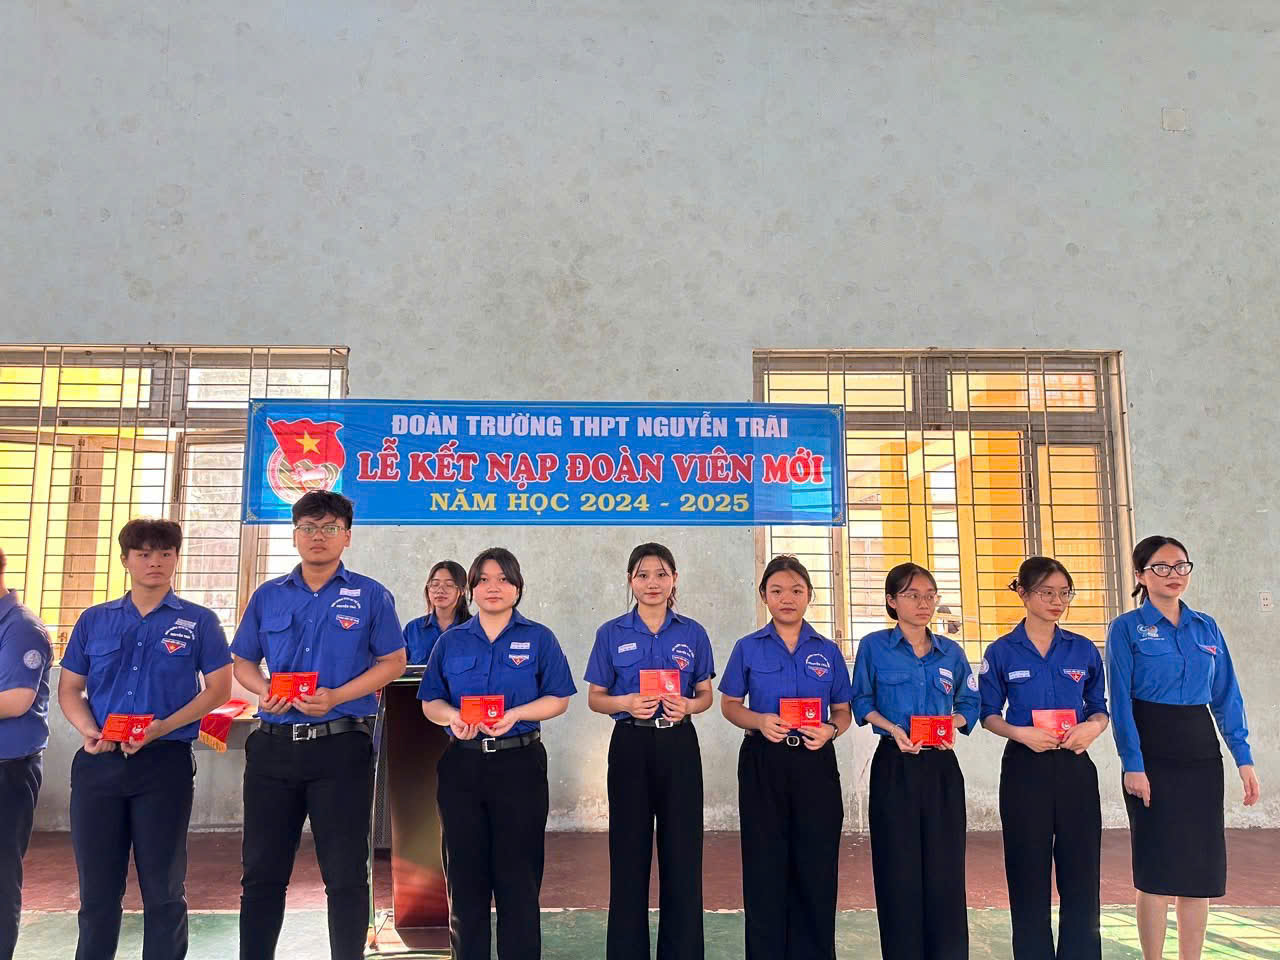 ĐOÀN TRƯỜNG THPT NGUYỄN TRÃI
LỄ KẾT NẠP ĐOÀN VIÊN MỚI
NĂM HỌC 2024 - 2025